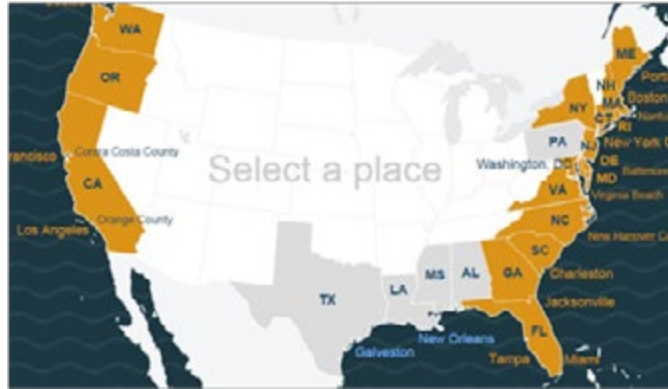 WA
ME
OR
NH
MA
Boston
NY
CT
RI
PA
NJ
New York
Contra Costa County
Washington, DC
DE
MD
Baltimore
Select a place
CA
VA
Virginia Beach
Orange County
NC
Los Angeles
New Hanover
SC
MS
AL
GA
Charleston
LA
TX
Jacksonville
FL
New Orleans
Galveston
Tampa
Miami